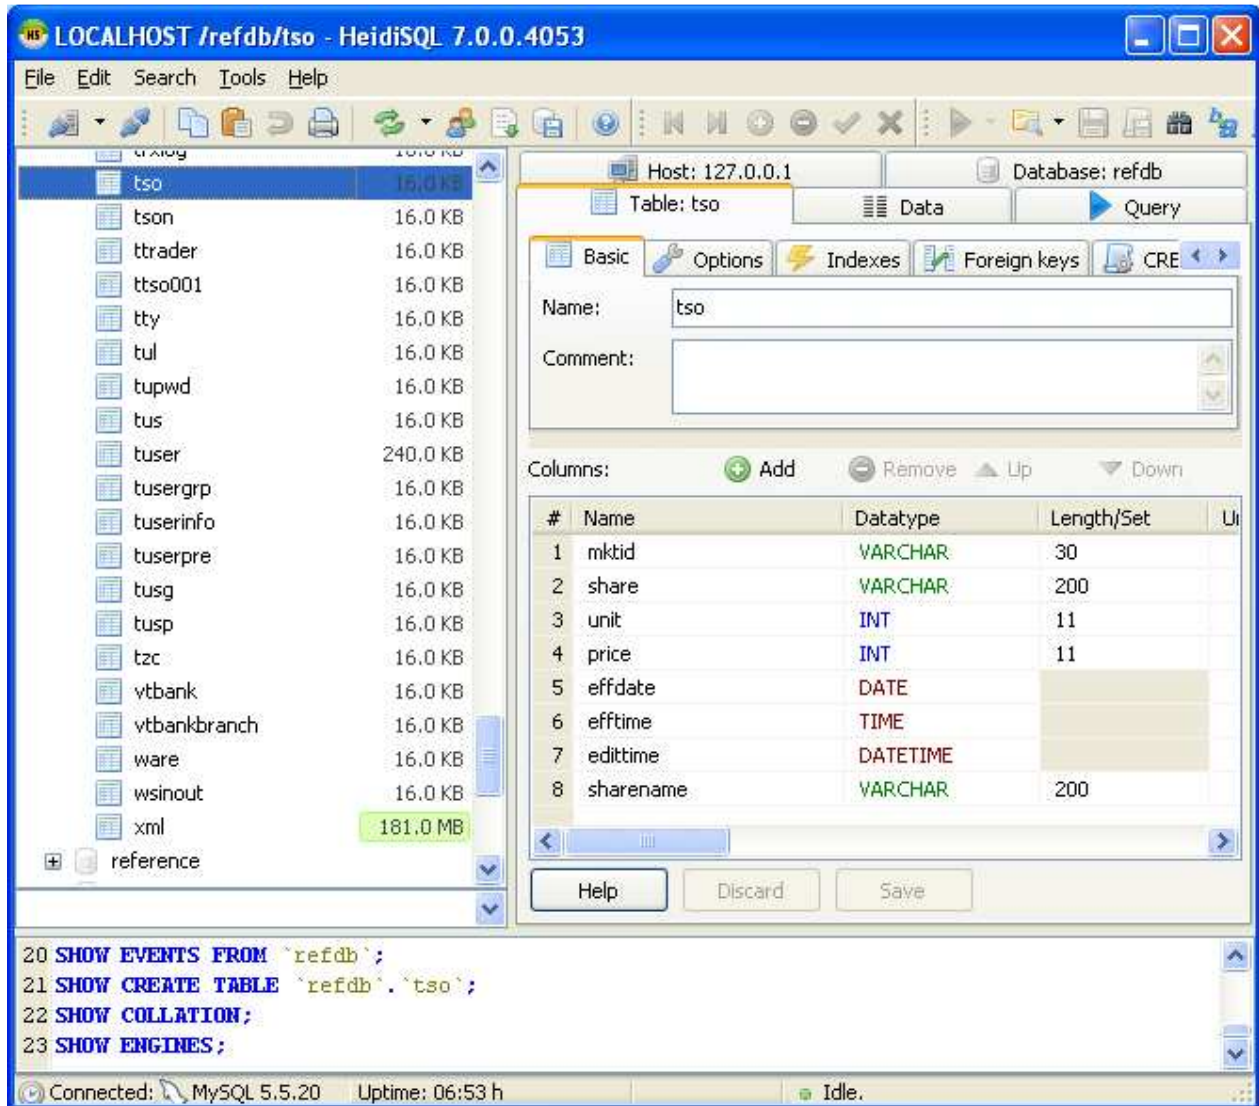 LOCALHOST /refdb/tso - HeidiSQL 7.0.0.4053
File Edit Search Tools Help
tso 16.0 KB
tson 16.0 KB
ttrader 16.0 KB
ttso001 16.0 KB
tty 16.0 KB
tul 16.0 KB
tupwd 16.0 KB
tus 16.0 KB
tuser 240.0 KB
tusergrp 16.0 KB
tuserinfo 16.0 KB
tuserpre 16.0 KB
tusg 16.0 KB
tusp 16.0 KB
tzc 16.0 KB
vtbank 16.0 KB
vtbankbranch 16.0 KB
ware 16.0 KB
wsinout 16.0 KB
xml 181.0 MB
reference
Host: 127.0.0.1 Database: refdb
Table: tso Data Query
Basic Options Indexes Foreign keys CRE
Name: tso
Comment:
Columns: Add Remove Up Down
# Name Datatype Length/Set
1 mktid VARCHAR 30
2 share VARCHAR 200
3 unit INT 11
4 price INT 11
5 effdate DATE
6 efftime TIME
7 edittime DATETIME
8 sharename VARCHAR 200
Help Discard Save
20 SHOW EVENTS FROM `refdb`;
21 SHOW CREATE TABLE `refdb`.`tso`;
22 SHOW COLLATION;
23 SHOW ENGINES;
Connected: MySQL 5.5.20 Uptime: 06:53 h Idle.